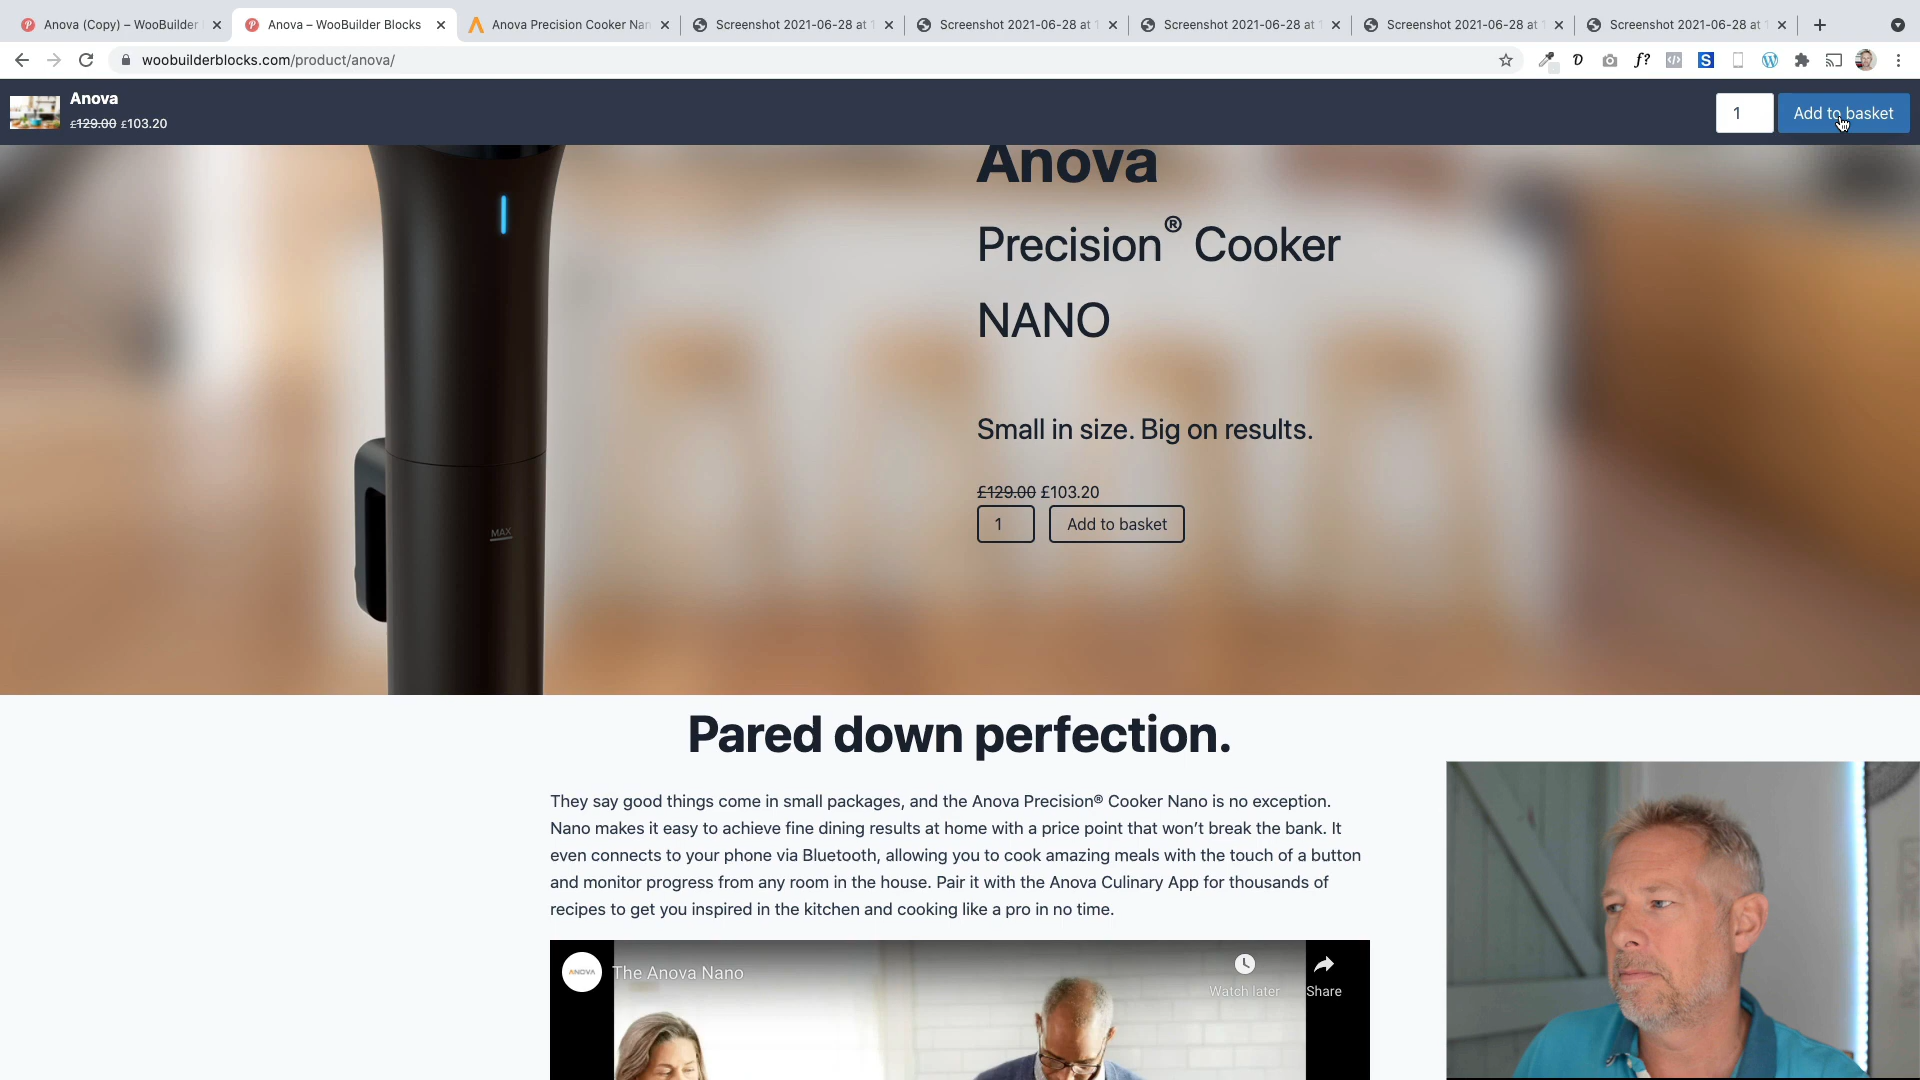 Anova (Copy) – WooBuilder
Anova – WooBuilder Blocks
Anova Precision Cooker Nan
Screenshot 2021-06-28 at 1
Screenshot 2021-06-28 at 1
Screenshot 2021-06-28 at 1
Screenshot 2021-06-28 at 1
Screenshot 2021-06-28 at 1
woobuilderblocks.com/product/anova/
Anova
£129.00 £103.20
1
Add to basket
Anova
Precision® Cooker
NANO
Small in size. Big on results.
£129.00 £103.20
1
Add to basket
MAX
Pared down perfection.
They say good things come in small packages, and the Anova Precision® Cooker Nano is no exception.
Nano makes it easy to achieve fine dining results at home with a price point that won’t break the bank. It
even connects to your phone via Bluetooth, allowing you to cook amazing meals with the touch of a button
and monitor progress from any room in the house. Pair it with the Anova Culinary App for thousands of
recipes to get you inspired in the kitchen and cooking like a pro in no time.
ANOVA
The Anova Nano
Watch later
Share